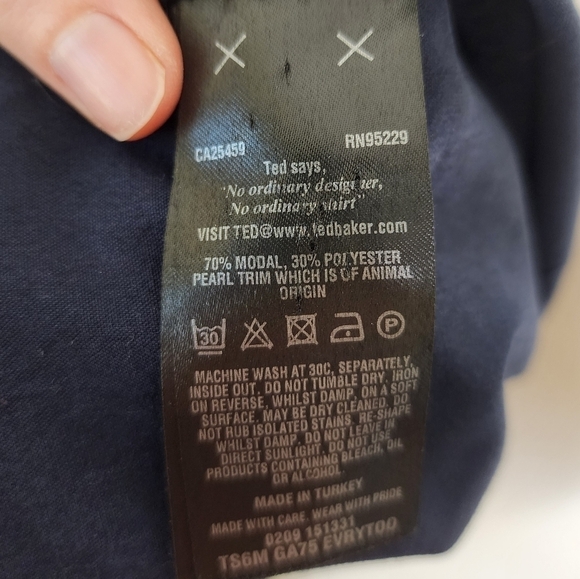 CA25459 RN95229
Ted says,
"No ordinary designer,
No ordinary shirt"
VISIT TED@www.tedbaker.com
70% MODAL, 30% POLYESTER
PEARL TRIM WHICH IS OF ANIMAL
ORIGIN
30 P
MACHINE WASH AT 30C, SEPARATELY,
INSIDE OUT. DO NOT TUMBLE DRY. IRON
ON REVERSE, WHILST DAMP, ON A SOFT
SURFACE. MAY BE DRY CLEANED. DO
NOT RUB ISOLATED STAINS. RE-SHAPE
WHILST DAMP. DO NOT LEAVE IN
DIRECT SUNLIGHT. DO NOT USE
PRODUCTS CONTAINING BLEACH, OIL
OR ALCOHOL.
MADE IN TURKEY
MADE WITH CARE, WEAR WITH PRIDE
0209 151331
TS6M GA75 EVRYTOO